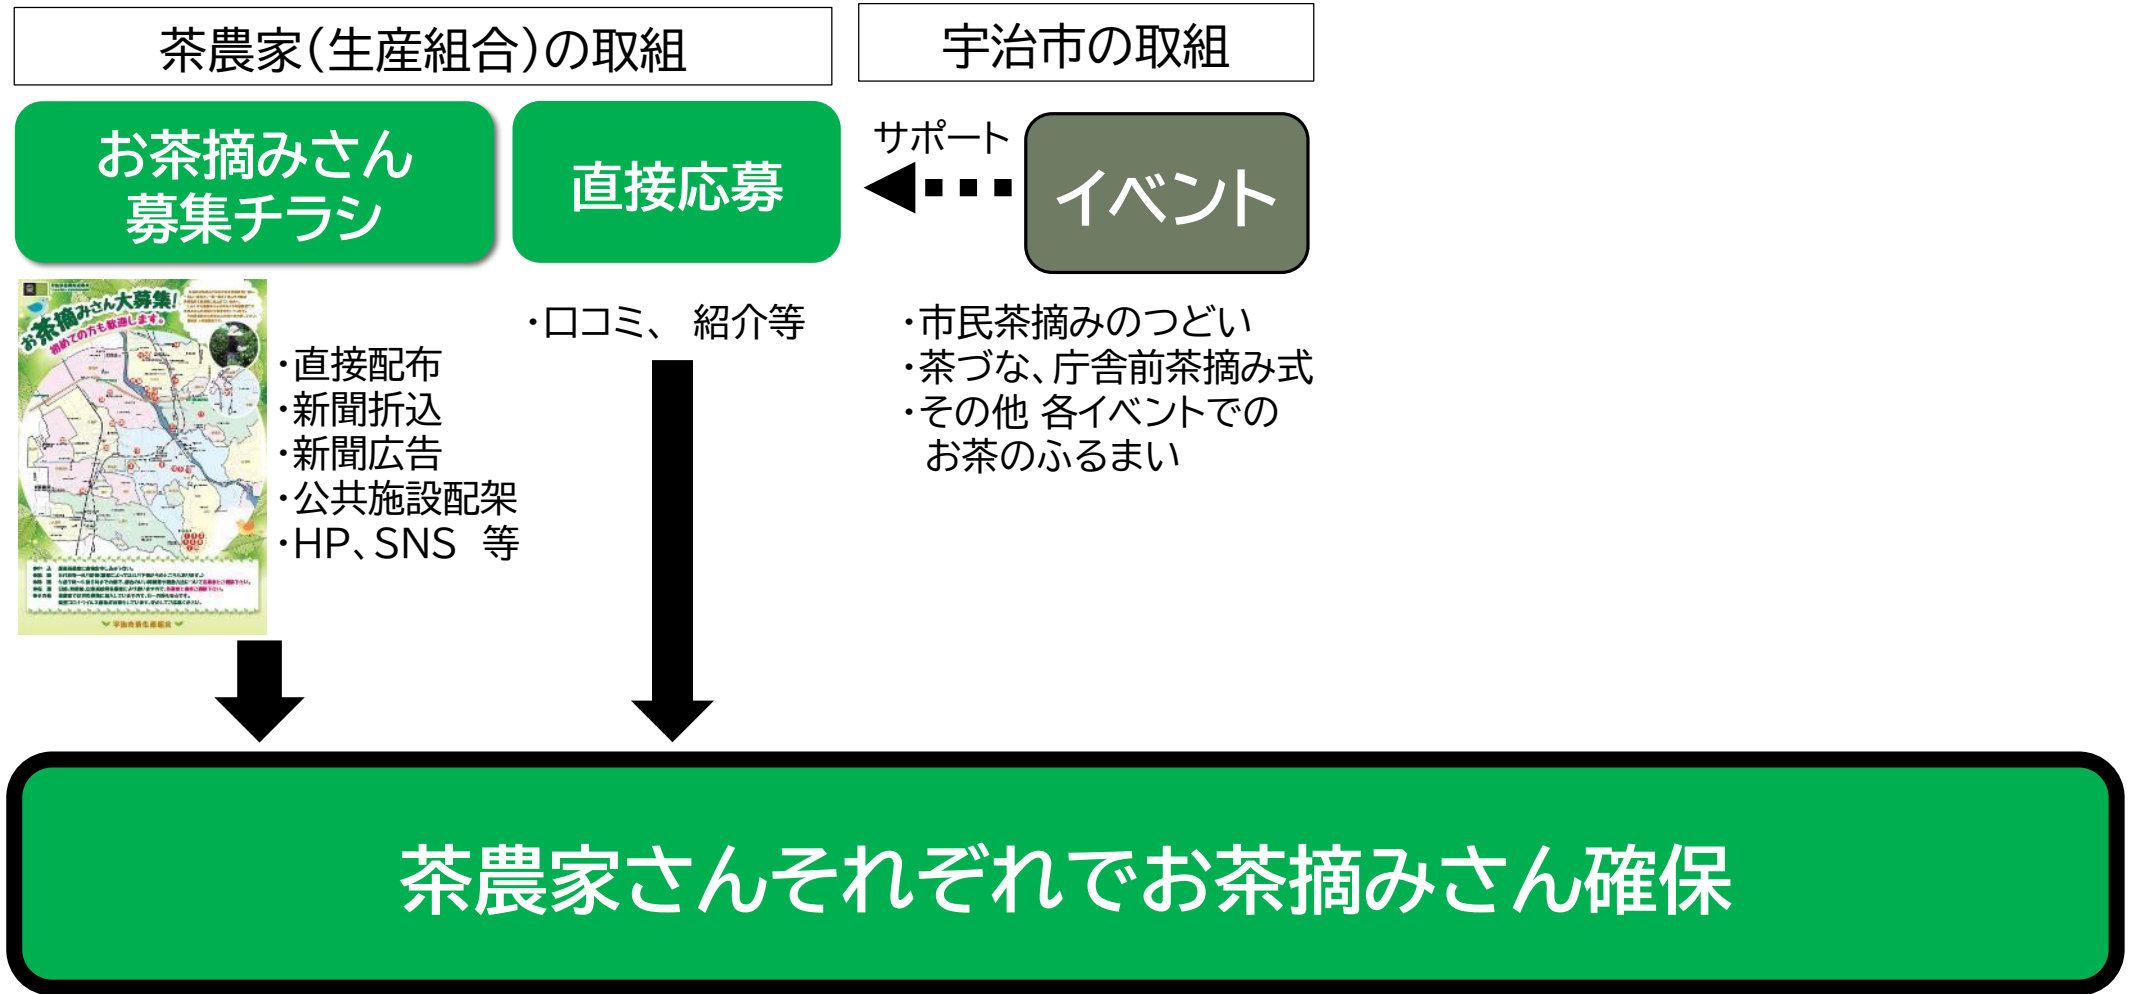 茶農家(生産組合)の取組
宇治市の取組
お茶摘みさん
募集チラシ
直接応募
サポート
イベント
お茶摘みさん大募集!
初めての方も歓迎します。
・直接配布
・新聞折込
・新聞広告
・公共施設配架
・HP、SNS 等
・口コミ、 紹介等
・市民茶摘みのつどい
・茶づな、庁舎前茶摘み式
・その他 各イベントでの
お茶のふるまい
茶農家さんそれぞれでお茶摘みさん確保